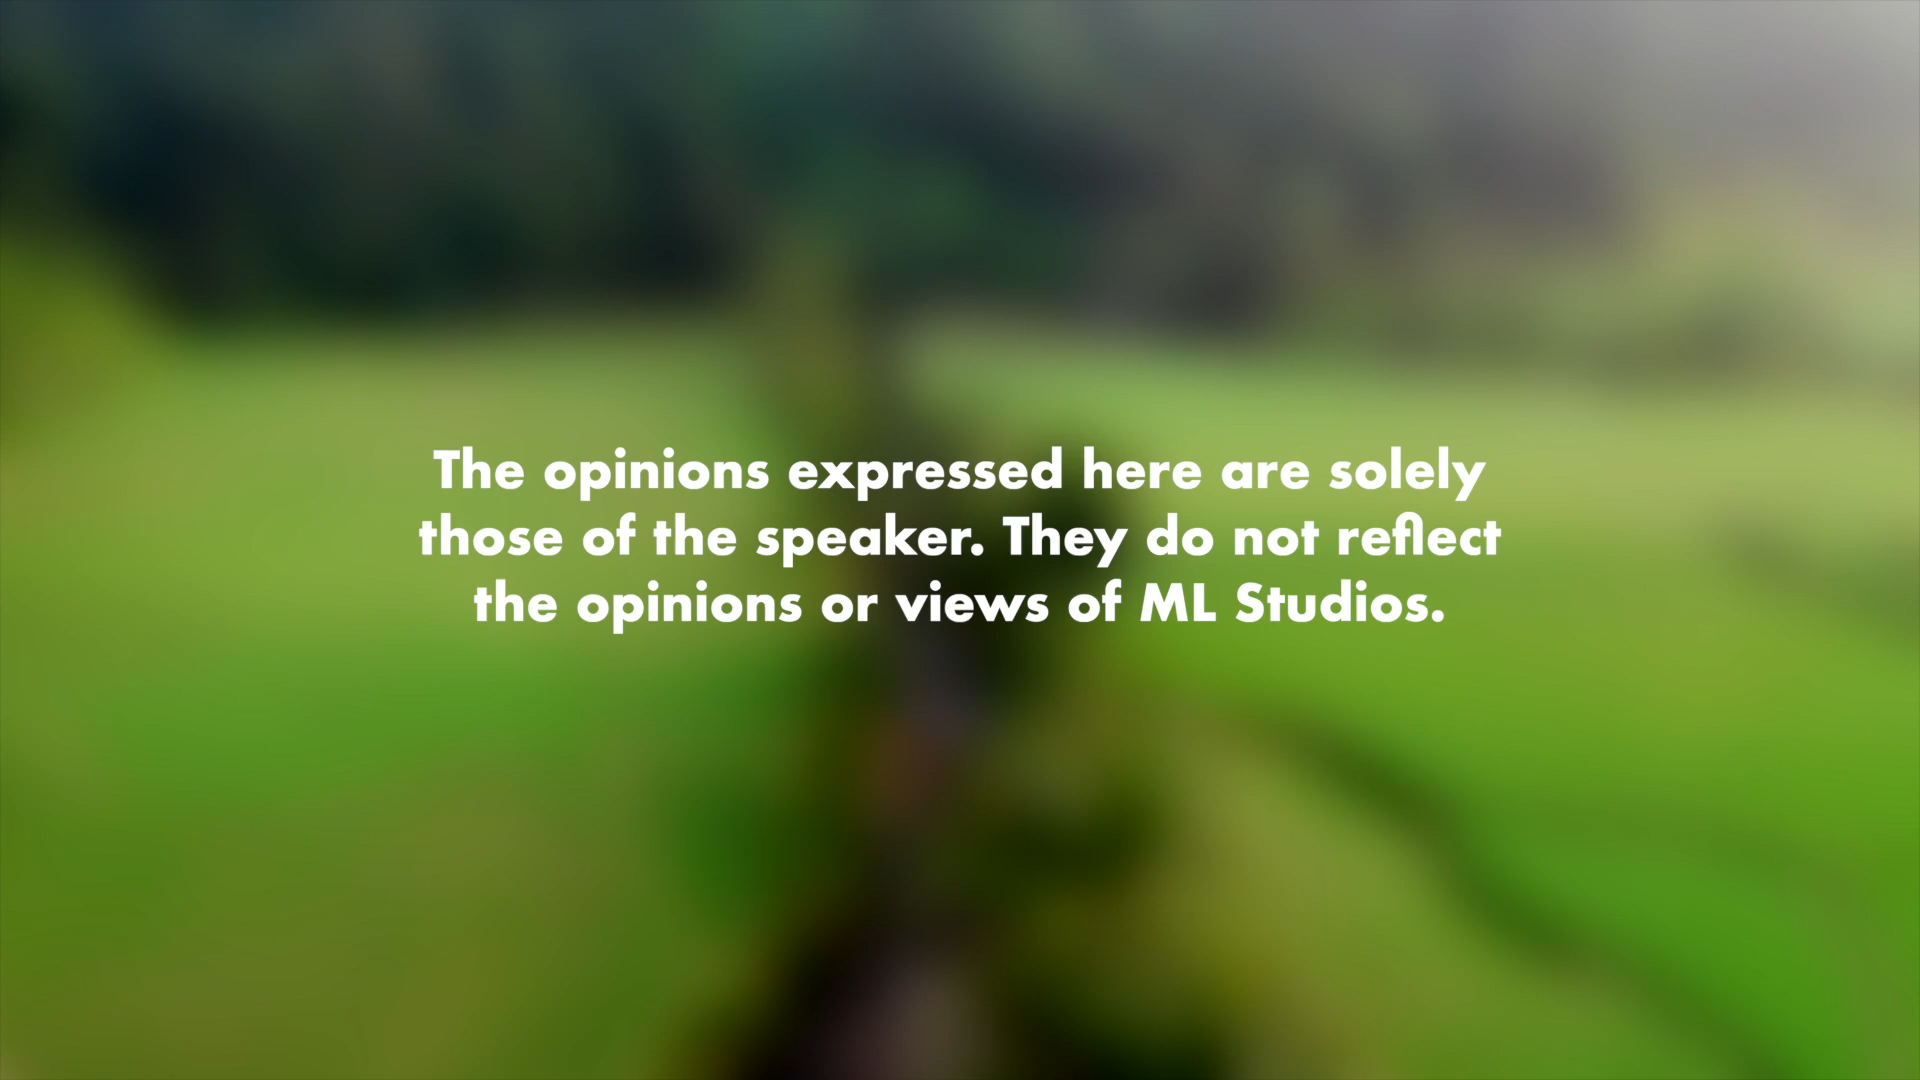 The opinions expressed here are solely
those of the speaker. They do not reflect
the opinions or views of ML Studios.